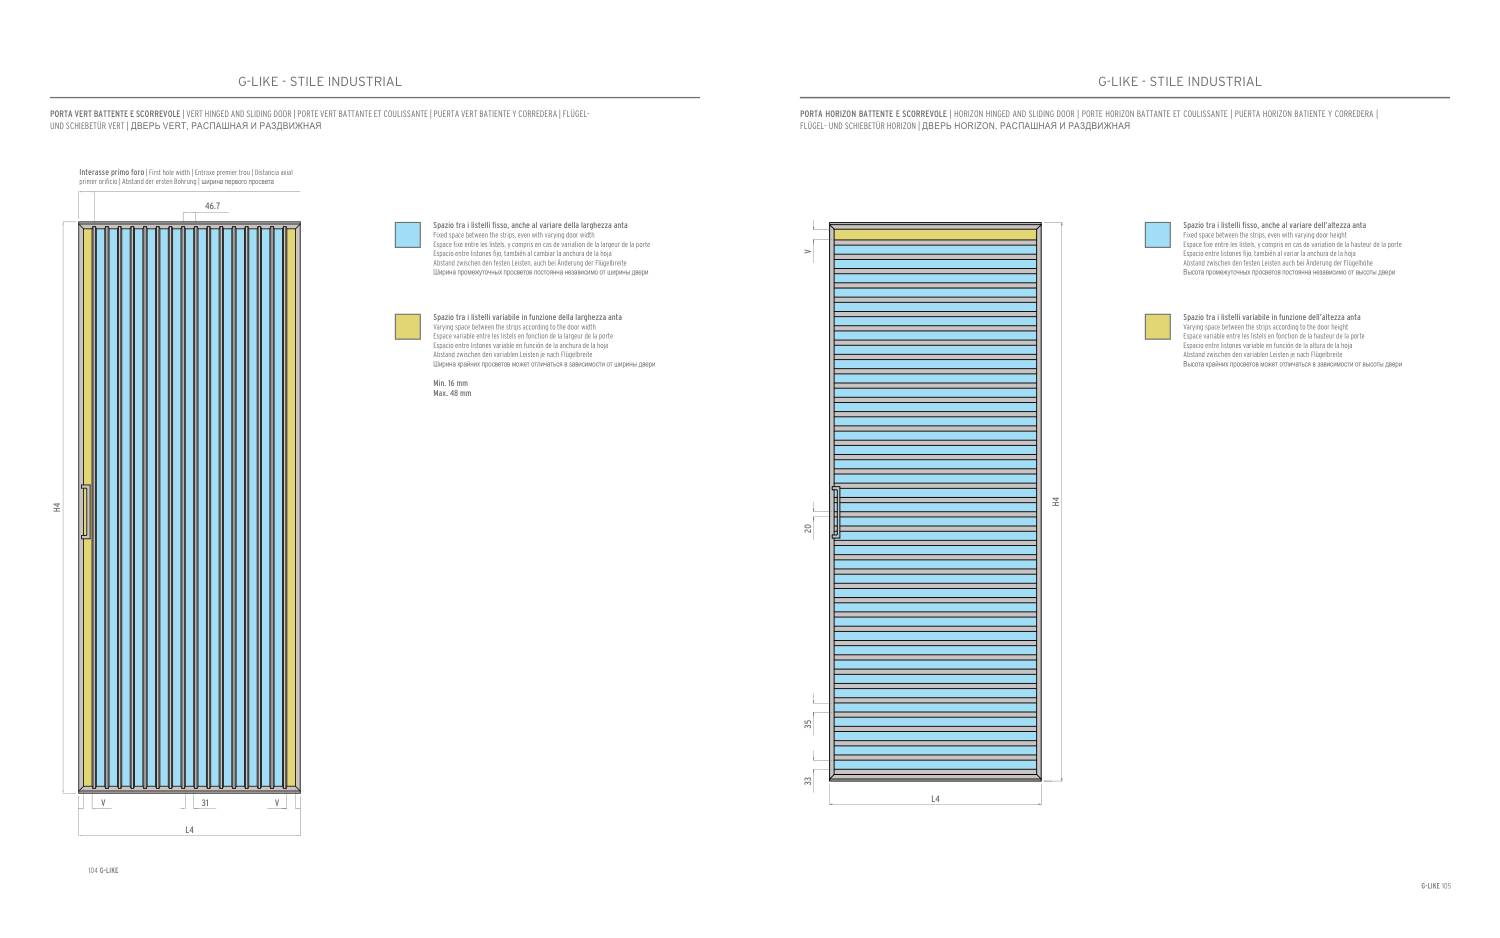 G-LIKE - STILE INDUSTRIAL
PORTA VERT BATTENTE E SCORREVOLE | VERT HINGED AND SLIDING DOOR | PORTE VERT BATTANTE ET COULISSANTE | PUERTA VERT BATIENTE Y CORREDERA | FLÜGEL-
UND SCHIEBETÜR VERT | ДВЕРЬ VERT, РАСПАШНАЯ И РАЗДВИЖНАЯ
Interasse primo foro | First hole width | Entraxe premier trou | Distancia axial
primer orificio | Abstand der ersten Bohrung | ширина первого просвета
46.7
H4
V
31
V
L4
Spazio tra i listelli fisso, anche al variare della larghezza anta
Fixed space between the strips, even with varying door width
Espace fixe entre les listels, y compris en cas de variation de la largeur de la porte
Espacio entre listones fijo, también al cambiar la anchura de la hoja
Abstand zwischen den festen Leisten, auch bei Änderung der Flügelbreite
Ширина промежуточных просветов постоянна независимо от ширины двери
Spazio tra i listelli variabile in funzione della larghezza anta
Varying space between the strips according to the door width
Espace variable entre les listels en fonction de la largeur de la porte
Espacio entre listones variable en función de la anchura de la hoja
Abstand zwischen den variablen Leisten je nach Flügelbreite
Ширина крайних просветов может отличаться в зависимости от ширины двери
Min. 16 mm
Max. 48 mm
104 G-LIKE
G-LIKE - STILE INDUSTRIAL
PORTA HORIZON BATTENTE E SCORREVOLE | HORIZON HINGED AND SLIDING DOOR | PORTE HORIZON BATTANTE ET COULISSANTE | PUERTA HORIZON BATIENTE Y CORREDERA |
FLÜGEL- UND SCHIEBETÜR HORIZON | ДВЕРЬ HORIZON, РАСПАШНАЯ И РАЗДВИЖНАЯ
V
20
35
33
H4
L4
Spazio tra i listelli fisso, anche al variare dell'altezza anta
Fixed space between the strips, even with varying door height
Espace fixe entre les listels, y compris en cas de variation de la hauteur de la porte
Espacio entre listones fijo, también al variar la anchura de la hoja
Abstand zwischen den festen Leisten auch bei Änderung der Flügelhöhe
Высота промежуточных просветов постоянна независимо от высоты двери
Spazio tra i listelli variabile in funzione dell'altezza anta
Varying space between the strips according to the door height
Espace variable entre les listels en fonction de la hauteur de la porte
Espacio entre listones variable en función de la altura de la hoja
Abstand zwischen den variablen Leisten je nach Flügelbreite
Высота крайних просветов может отличаться в зависимости от высоты двери
G-LIKE 105